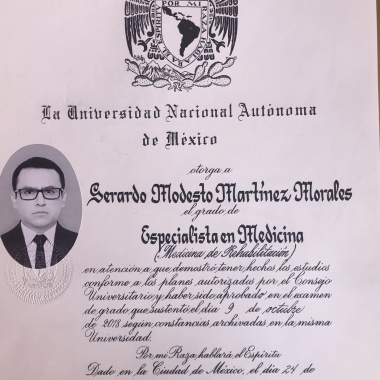 POR MI RAZA HABLARA EL ESPIRITU
La Universidad Nacional Autónoma
de México
otorga a
Gerardo Modesto Martínez Morales
el grado de
Especialista en Medicina
(Medicina de Rehabilitación)
en atención a que demostró tener hechos los estudios
conforme a los planes autorizados por el Consejo
Universitario y haber sido aprobado en el examen
de grado que sustentó el día 9 de octubre
de 2018 según constancias archivadas en la misma
Universidad.
Por mi Raza hablará el Espíritu
Dado en la Ciudad de México, el día 24 de